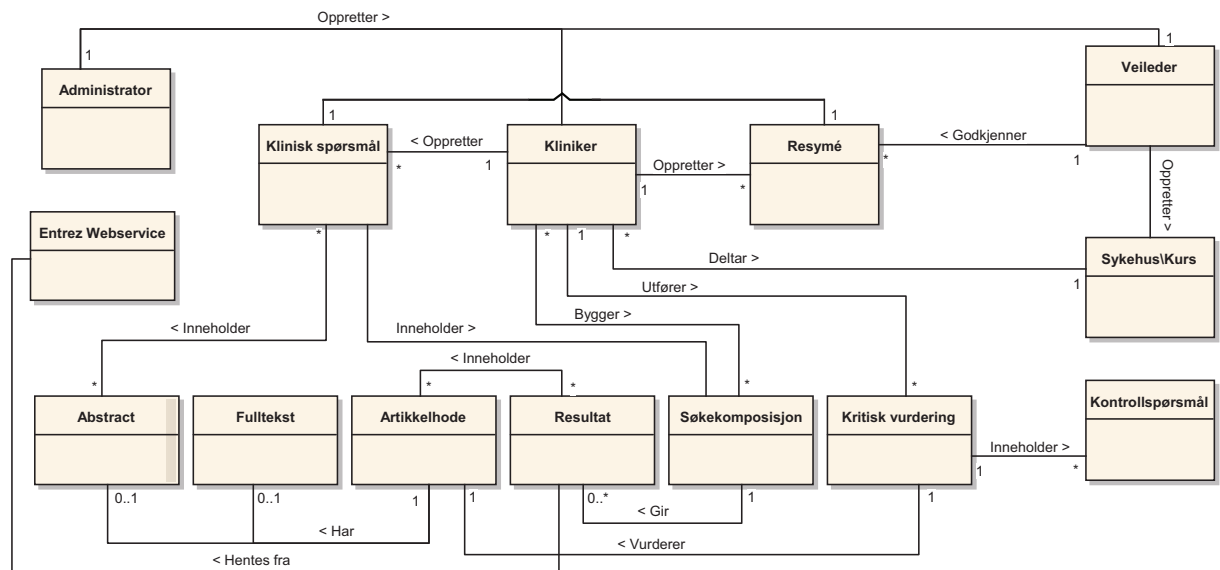 Oppretter >
1
1
Administrator
Veileder
1
1
Klinisk spørsmål
< Oppretter
Kliniker
Resymé
< Godkjenner
*
1
Oppretter >
1
*
*
1
Oppretter >
Entrez Webservice
*
*
1
*
Deltar >
1
Sykehus\Kurs
Utfører >
Bygger >
< Inneholder
Inneholder >
< Inneholder
*
*
*
*
*
Abstract
Fulltekst
Artikkelhode
Resultat
Søkekomposisjon
Kritisk vurdering
Kontrollspørsmål
Inneholder >
1
*
0..1
0..1
1
1
0..*
1
1
< Gir
< Har
< Vurderer
< Hentes fra